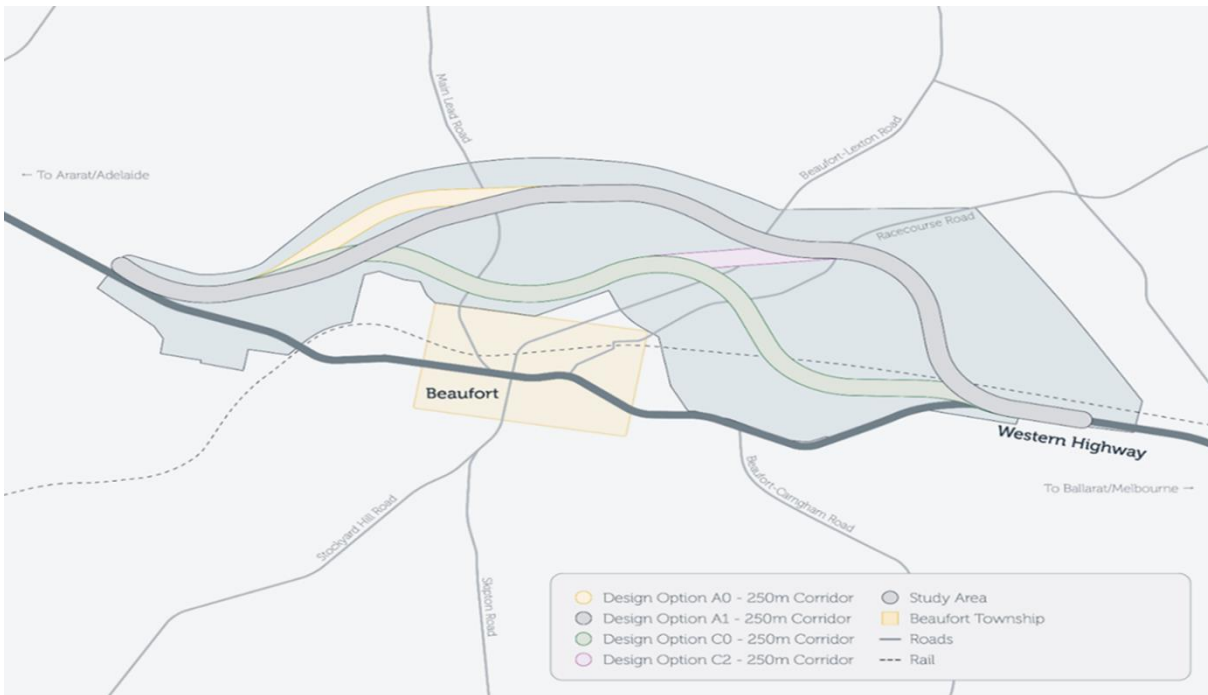 Main Lead Road
Beaufort-Lexton Road
← To Ararat/Adelaide
Racecourse Road
Beaufort
Western Highway
To Ballarat/Melbourne →
Beaufort-Carngham Road
Stockyard Hill Road
Skipton Road
Design Option A0 - 250m Corridor
Design Option A1 - 250m Corridor
Design Option C0 - 250m Corridor
Design Option C2 - 250m Corridor
Study Area
Beaufort Township
Roads
Rail